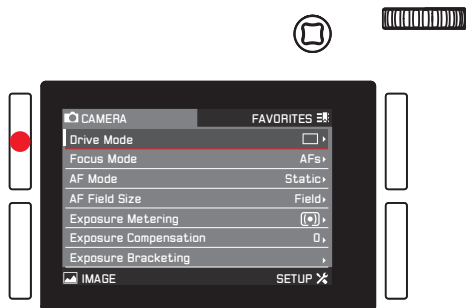 CAMERA FAVORITES
Drive Mode
Focus Mode AFs
AF Mode Static
AF Field Size Field
Exposure Metering
Exposure Compensation 0
Exposure Bracketing
IMAGE SETUP